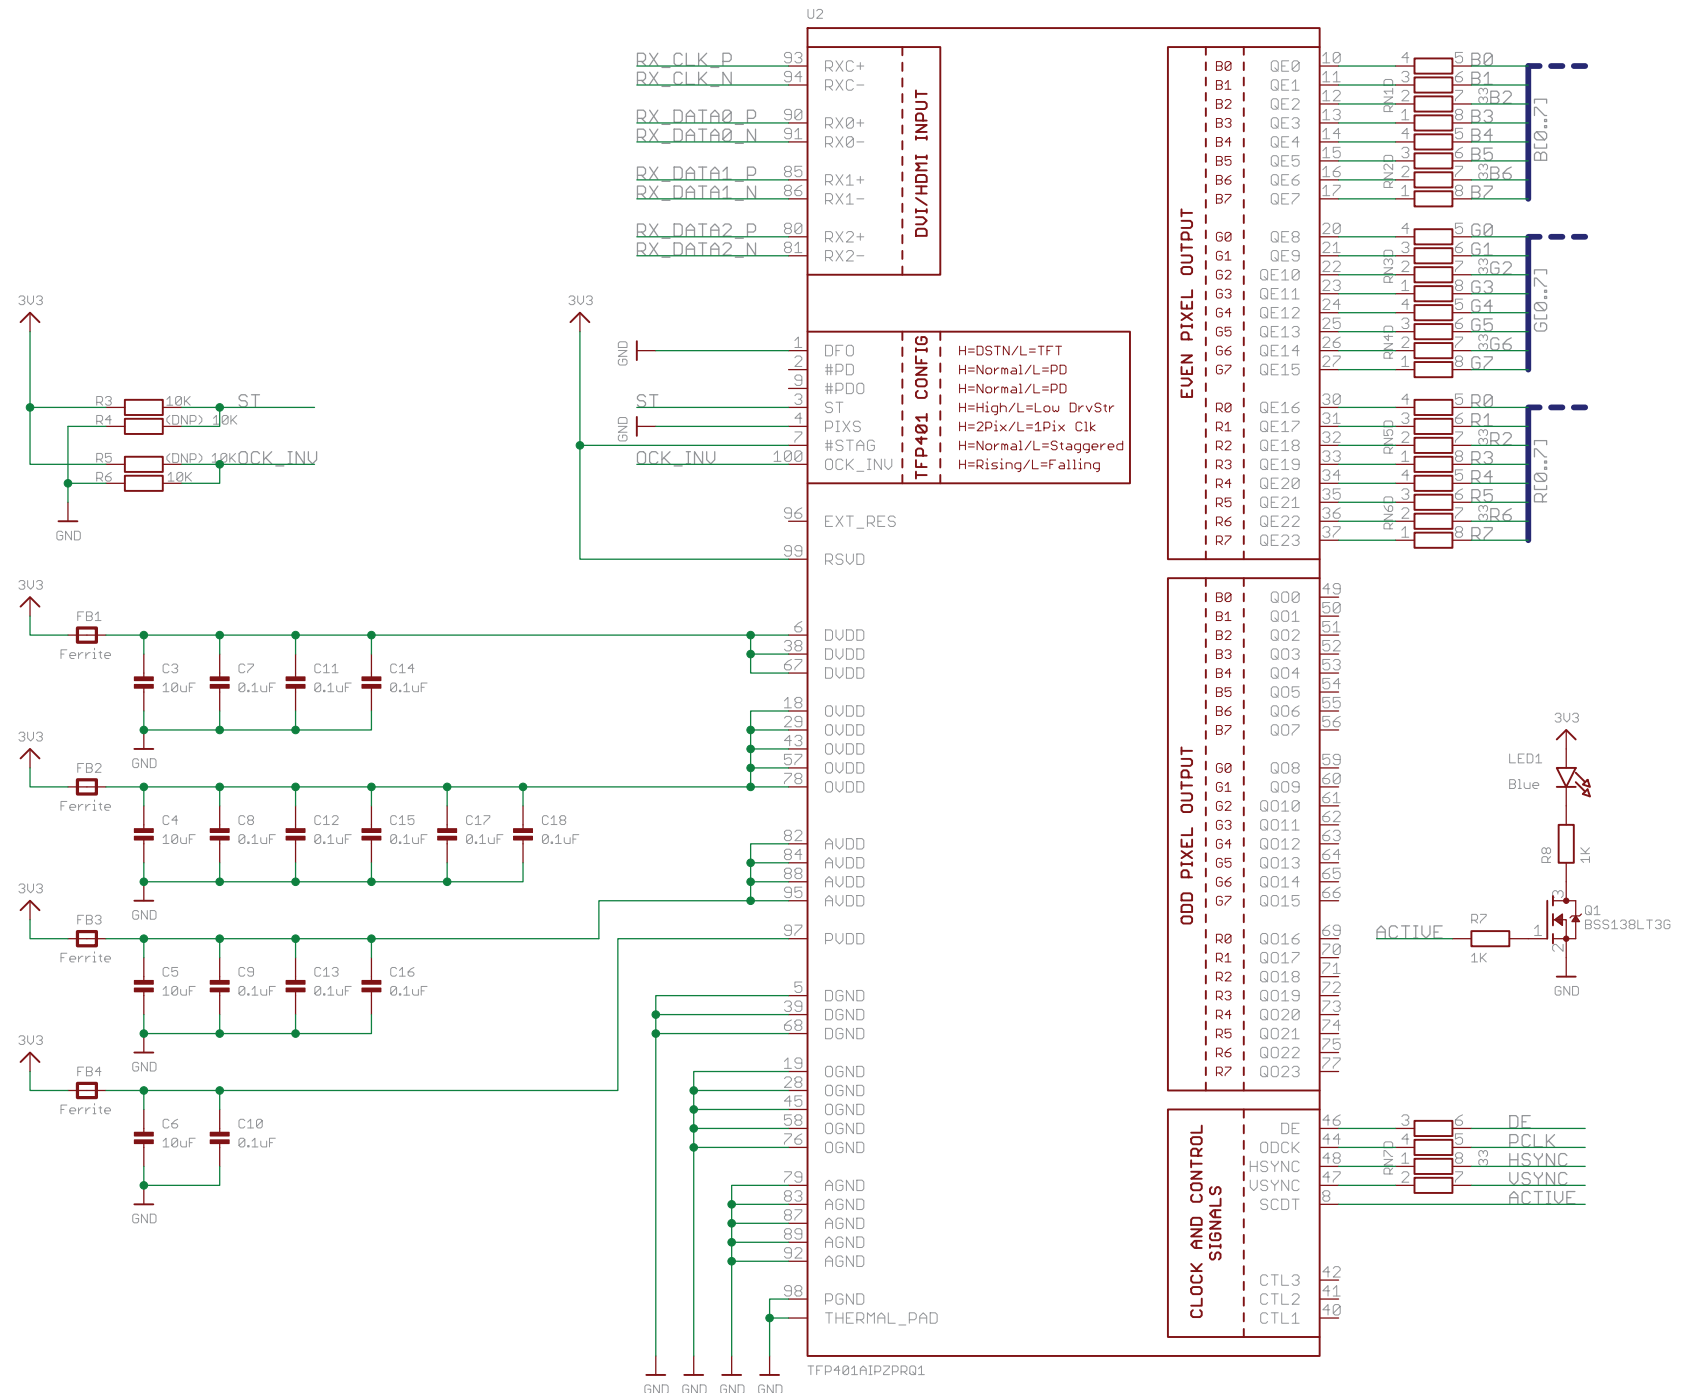 U2
DVI/HDMI INPUT
RX_CLK_P 93 RXC+
RX_CLK_N 94 RXC-
RX_DATA0_P 90 RX0+
RX_DATA0_N 91 RX0-
RX_DATA1_P 85 RX1+
RX_DATA1_N 86 RX1-
RX_DATA2_P 80 RX2+
RX_DATA2_N 81 RX2-
3V3
3V3
TFP401 CONFIG
GND 1 DFO H=DSTN/L=TFT
2 #PD H=Normal/L=PD
9 #PDO H=Normal/L=PD
ST 3 ST H=High/L=Low DrvStr
GND 4 PIXS H=2Pix/L=1Pix Clk
7 #STAG H=Normal/L=Staggered
OCK_INV 100 OCK_INV H=Rising/L=Falling
96 EXT_RES
99 RSVD
R3 10K ST
R4 (DNP) 10K
R5 (DNP) 10K OCK_INV
R6 10K
GND
3V3
FB1
Ferrite
C3 C7 C11 C14
10uF 0.1uF 0.1uF 0.1uF
GND
6 DVDD
38 DVDD
67 DVDD
18 OVDD
29 OVDD
43 OVDD
57 OVDD
78 OVDD
3V3
FB2
Ferrite
C4 C8 C12 C15 C17 C18
10uF 0.1uF 0.1uF 0.1uF 0.1uF 0.1uF
GND
82 AVDD
84 AVDD
88 AVDD
95 AVDD
97 PVDD
3V3
FB3
Ferrite
C5 C9 C13 C16
10uF 0.1uF 0.1uF 0.1uF
GND
5 DGND
39 DGND
68 DGND
19 OGND
28 OGND
45 OGND
58 OGND
76 OGND
3V3
FB4
Ferrite
C6 C10
10uF 0.1uF
GND
79 AGND
83 AGND
87 AGND
89 AGND
92 AGND
98 PGND
THERMAL_PAD
GND GND GND GND
TFP401AIPZPRQ1
EVEN PIXEL OUTPUT
B0 QE0 10 4 5 B0
B1 QE1 11 3 6 B1
B2 QE2 12 2 7 B2
B3 QE3 13 1 8 B3
RN1D 33
B4 QE4 14 4 5 B4
B5 QE5 15 3 6 B5
B6 QE6 16 2 7 B6
B7 QE7 17 1 8 B7
RN2D 33
B[0..7]
G0 QE8 20 4 5 G0
G1 QE9 21 3 6 G1
G2 QE10 22 2 7 G2
G3 QE11 23 1 8 G3
RN3D 33
G4 QE12 24 4 5 G4
G5 QE13 25 3 6 G5
G6 QE14 26 2 7 G6
G7 QE15 27 1 8 G7
RN4D 33
G[0..7]
R0 QE16 30 4 5 R0
R1 QE17 31 3 6 R1
R2 QE18 32 2 7 R2
R3 QE19 33 1 8 R3
RN5D 33
R4 QE20 34 4 5 R4
R5 QE21 35 3 6 R5
R6 QE22 36 2 7 R6
R7 QE23 37 1 8 R7
RN6D 33
R[0..7]
ODD PIXEL OUTPUT
B0 QO0 49
B1 QO1 50
B2 QO2 51
B3 QO3 52
B4 QO4 53
B5 QO5 54
B6 QO6 55
B7 QO7 56
G0 QO8 59
G1 QO9 60
G2 QO10 61
G3 QO11 62
G4 QO12 63
G5 QO13 64
G6 QO14 65
G7 QO15 66
R0 QO16 69
R1 QO17 70
R2 QO18 71
R3 QO19 72
R4 QO20 73
R5 QO21 74
R6 QO22 75
R7 QO23 77
3V3
LED1
Blue
R8 1K
3
Q1
BSS138LT3G
ACTIVE R7 1
1K 2
GND
CLOCK AND CONTROL
SIGNALS
DE 46 3 6 DE
ODCK 44 4 5 PCLK
HSYNC 48 1 8 HSYNC
VSYNC 47 2 7 VSYNC
RN7D 33
SCDT 8 ACTIVE
CTL3 42
CTL2 41
CTL1 40